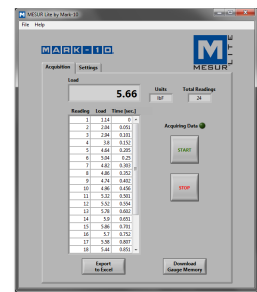 MESUR Lite by Mark-10
File Help
MARK-10
M
MESUR
LITE
Acquisition Settings
Load
5.66
Units
lbF
Total Readings
24
Reading Load Time [sec.]
1 3.14 0
2 2.04 0.051
3 2.94 0.101
4 3.8 0.152
5 4.64 0.205
6 5.04 0.25
7 4.82 0.303
8 4.86 0.352
9 4.74 0.402
10 4.96 0.456
11 5.32 0.501
12 5.52 0.554
13 5.78 0.602
14 5.9 0.651
15 5.86 0.701
16 5.7 0.752
17 5.58 0.807
18 5.44 0.851
Acquiring Data
START
STOP
Export
to Excel
Download
Gauge Memory